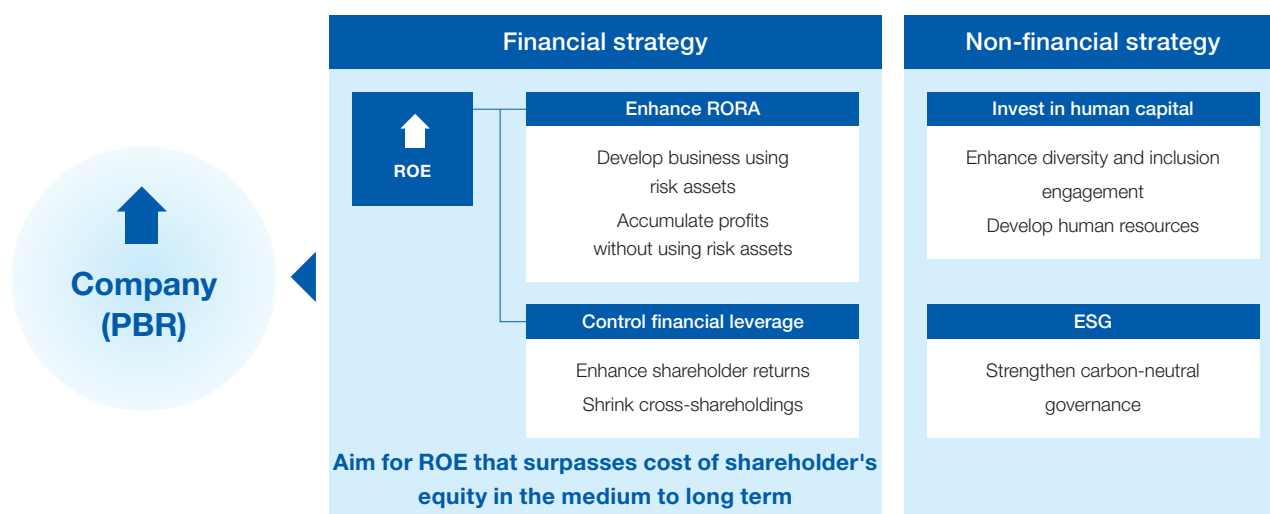 Company
(PBR)
Financial strategy
ROE
Enhance RORA
Develop business using
risk assets
Accumulate profits
without using risk assets
Control financial leverage
Enhance shareholder returns
Shrink cross-shareholdings
Aim for ROE that surpasses cost of shareholder's
equity in the medium to long term
Non-financial strategy
Invest in human capital
Enhance diversity and inclusion
engagement
Develop human resources
ESG
Strengthen carbon-neutral
governance